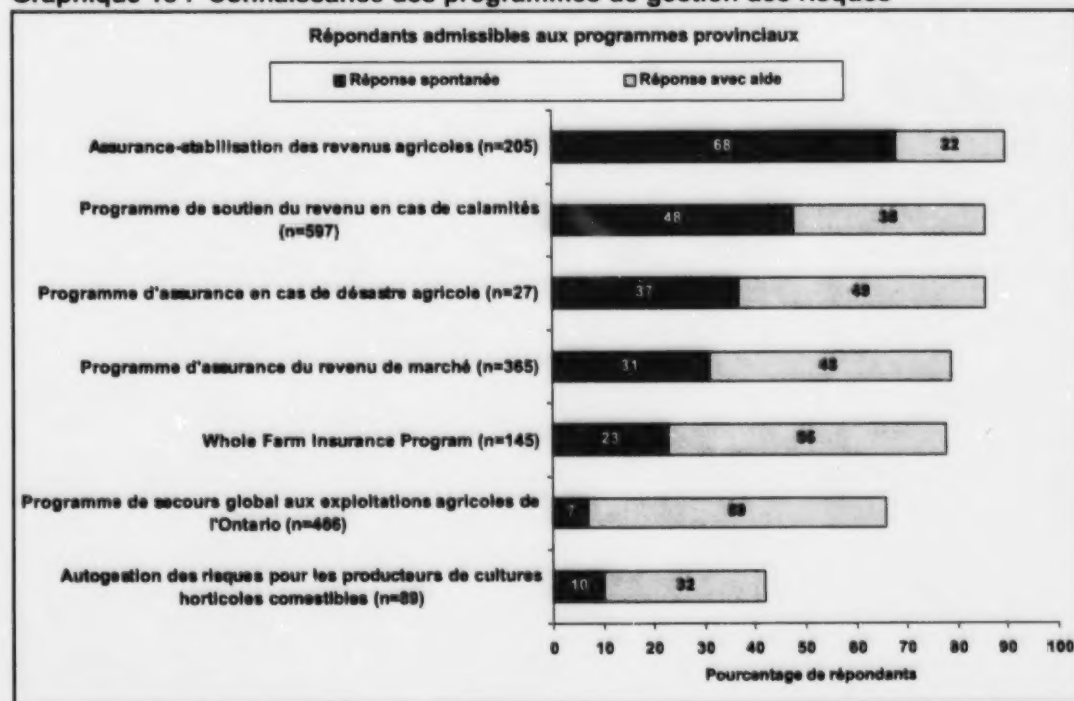 Connaissance des programmes de gestion des risques
Répondants admissibles aux programmes provinciaux
Réponse spontanée Réponse avec aide
Assurance-stabilisation des revenus agricoles (n=205) 68 22
Programme de soutien du revenu en cas de calamités
(n=597) 48 38
Programme d'assurance en cas de désastre agricole (n=27) 37 49
Programme d'assurance du revenu de marché (n=365) 31 48
Whole Farm Insurance Program (n=145) 23 55
Programme de secours global aux exploitations agricoles de
l'Ontario (n=466) 7 59
Autogestion des risques pour les producteurs de cultures
horticoles comestibles (n=89) 10 32
0 10 20 30 40 50 60 70 80 90 100
Pourcentage de répondants